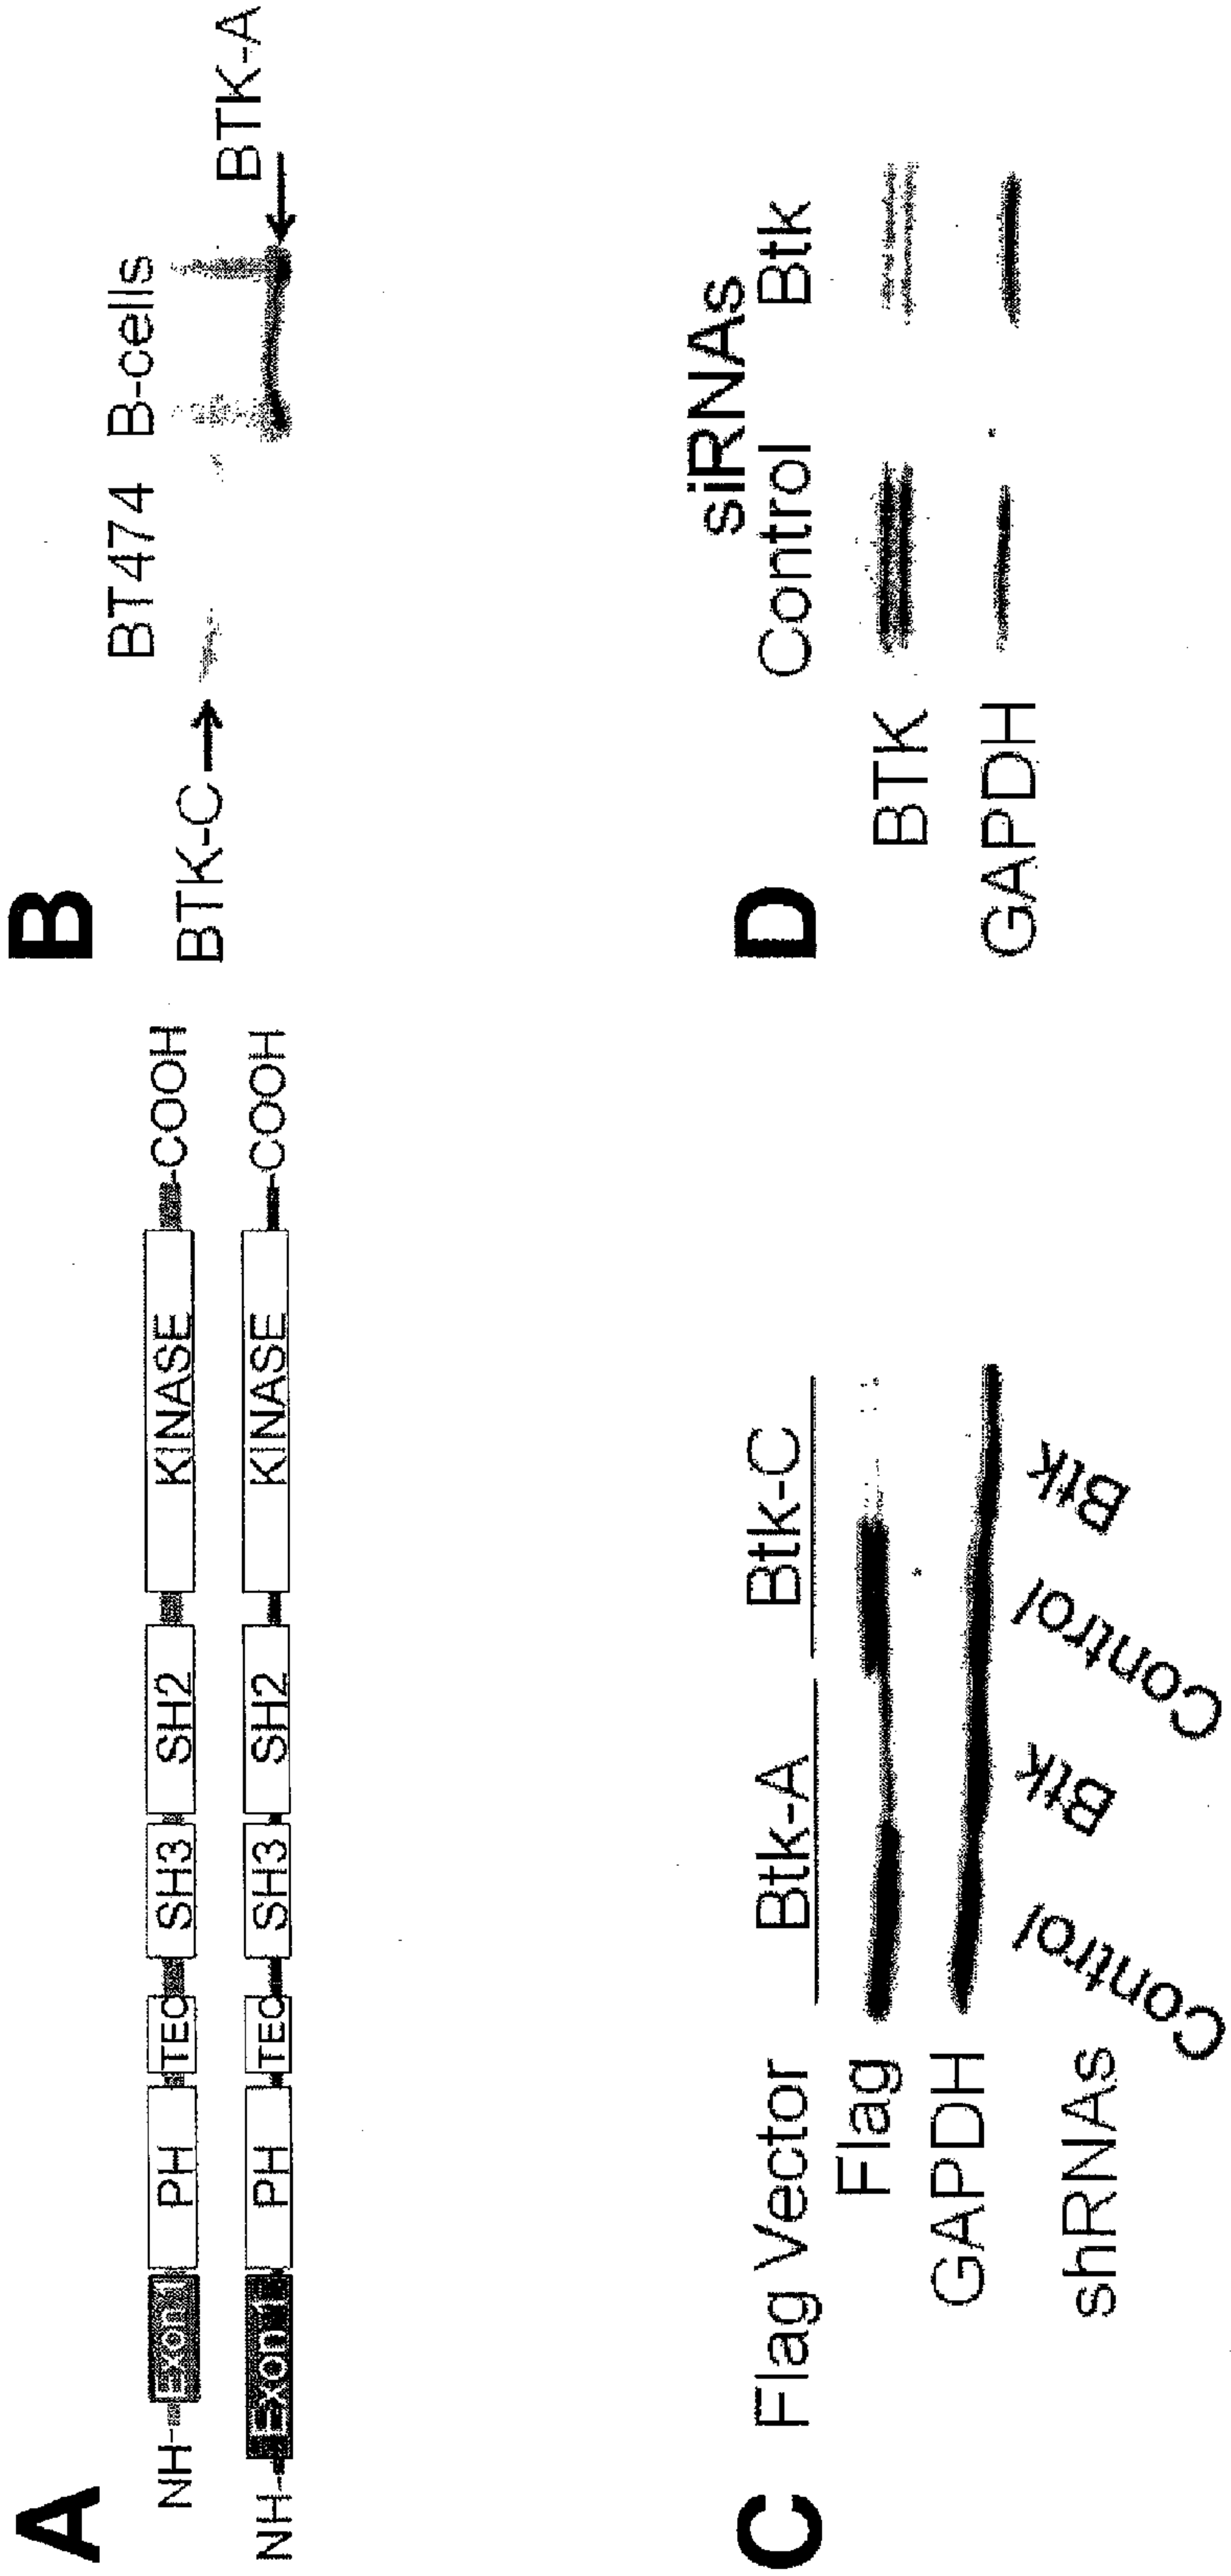 A
NH Exon 1 PH TEC SH3 SH2 KINASE COOH
NH Exon 1 PH TEC SH3 SH2 KINASE COOH
B
BT474 B-cells
BTK-C
BTK-A
C
Flag Vector Btk-A Btk-C
Flag
GAPDH
shRNAs Control Btk Control Btk
D
siRNAs
Control Btk
BTK
GAPDH